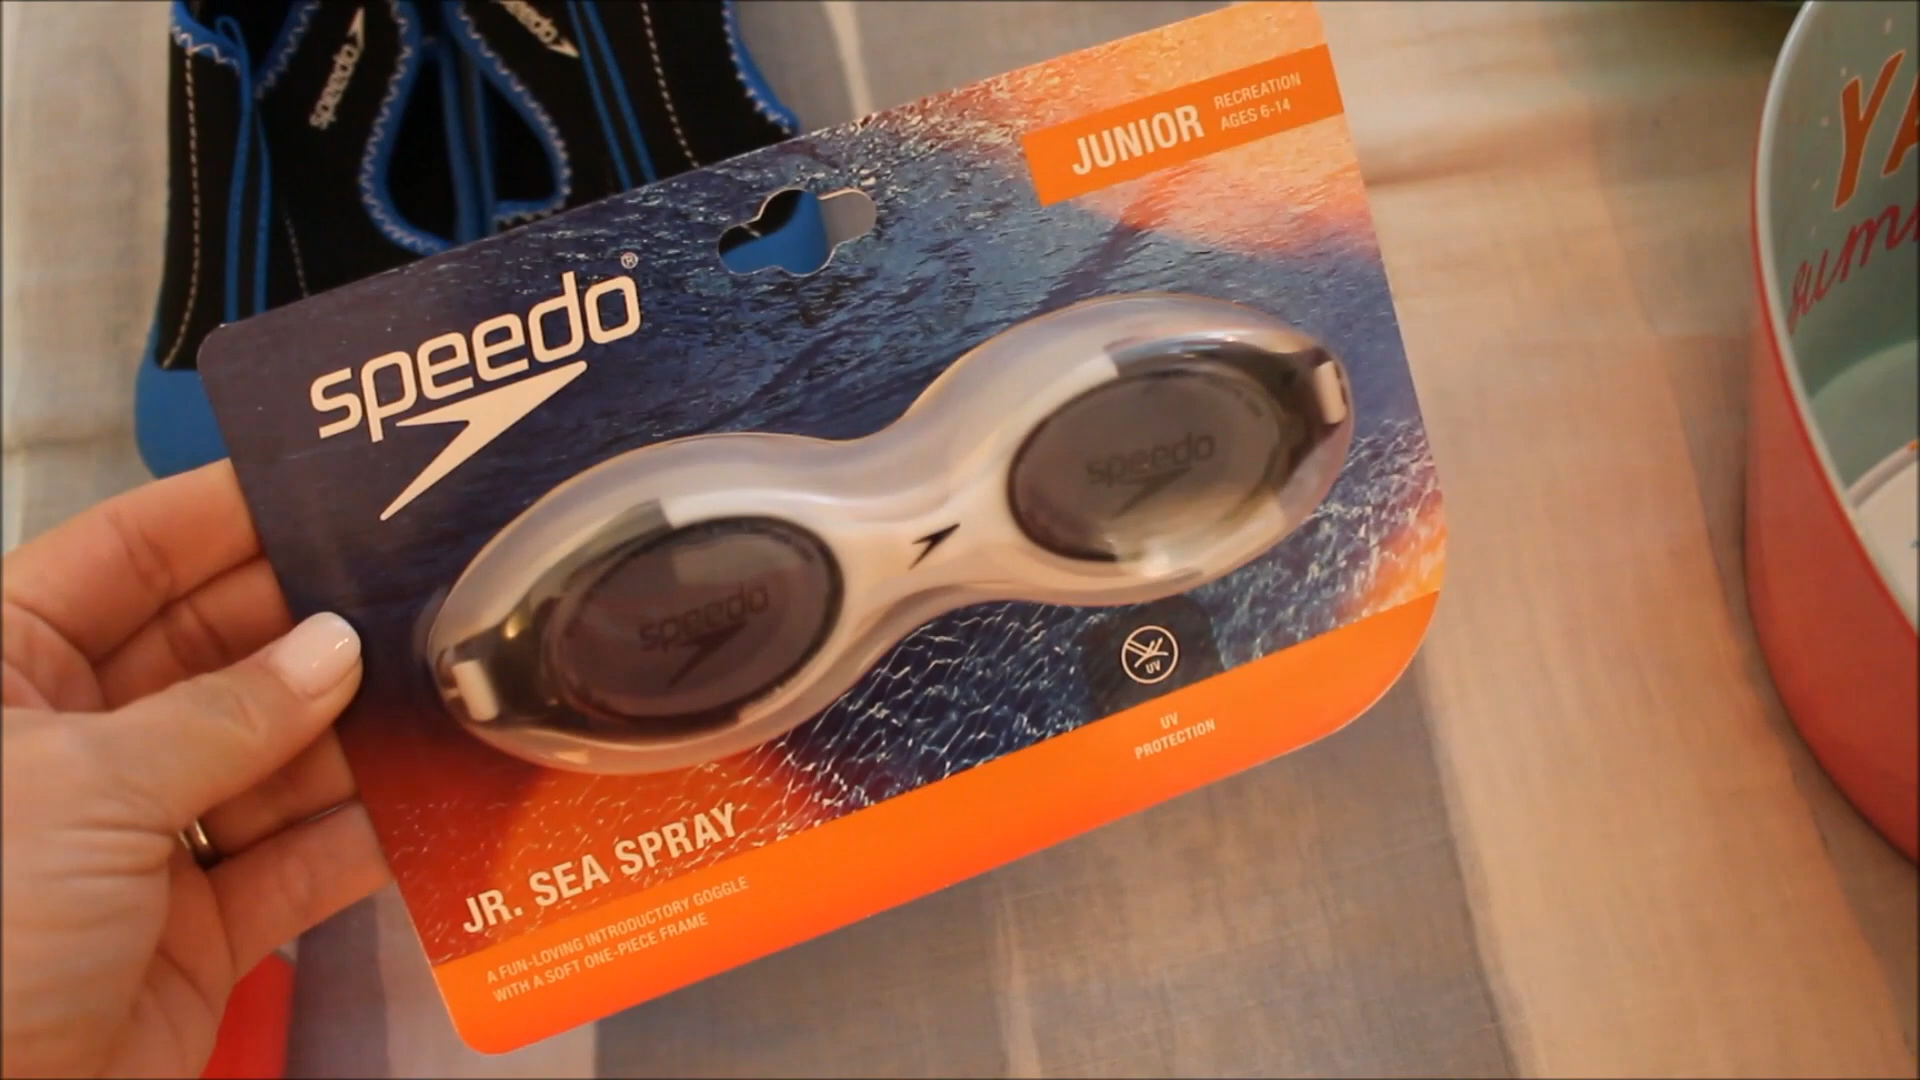 speedo
speedo
JUNIOR
RECREATION
AGES 6-14
speedo®
speedo
speedo
UV
UV
PROTECTION
JR. SEA SPRAY
A FUN-LOVING INTRODUCTORY GOGGLE
WITH A SOFT ONE-PIECE FRAME